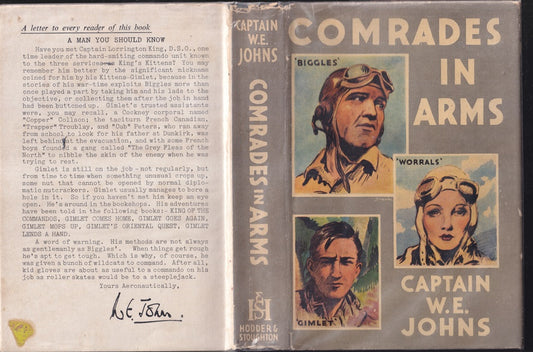 A letter to every reader of this book
A MAN YOU SHOULD KNOW
Have you met Captain Lorrington King, D.S.O., one
time leader of the hard-hitting commando unit known
to the three services as King's Kittens? You may
remember him better by the significant nickname
coined for him by his Kittens-Gimlet, because in the
stories of his war-time exploits Biggles more than
once played a part by taking him and his lads to the
objective, or collecting them after the job in hand
had been buttoned up. Gimlet's trusted assistants
were, you may recall, a Cockney corporal named
"Copper" Collson; the taciturn French Canadian,
"Trapper" Troublay, and "Cub" Peters, who ran away
from school to look for his father at Dunkirk, was
left behind at the evacuation, and with some French
boys founded a gang called "The Grey Fleas of the
North" to nibble the skin of the enemy when he was
trying to rest.
Gimlet is still on the job - not regularly, but
from time to time when something unusual crops up,
some nut that cannot be opened by normal diplo-
matic nutcrackers. Gimlet usually manages to bore a
hole in it. So if you haven't met him keep an eye
open. He's around in the bookshops. His adventures
have been told in the following books: KING OF THE
COMMANDOS, GIMLET COMES HOME, GIMLET GOES AGAIN,
GIMLET MOPS UP, GIMLET'S ORIENTAL QUEST, GIMLET
LENDS A HAND.
A word of warning. His methods are not always
as gentlemanly as Biggles'. When things get rough
he's apt to get tough. Which is why, of course, he
was given a bunch of wildcats to command. After all,
kid gloves are about as useful to a commando on his
job as roller skates would be to a steeplejack.
Yours Aeronautically,
W.E. Johns.
CAPTAIN
W.E.
JOHNS
COMRADES IN ARMS
H&S
HODDER &
STOUGHTON
COMRADES
IN
ARMS
'BIGGLES'
'WORRALS'
'GIMLET'
CAPTAIN
W.E.
JOHNS